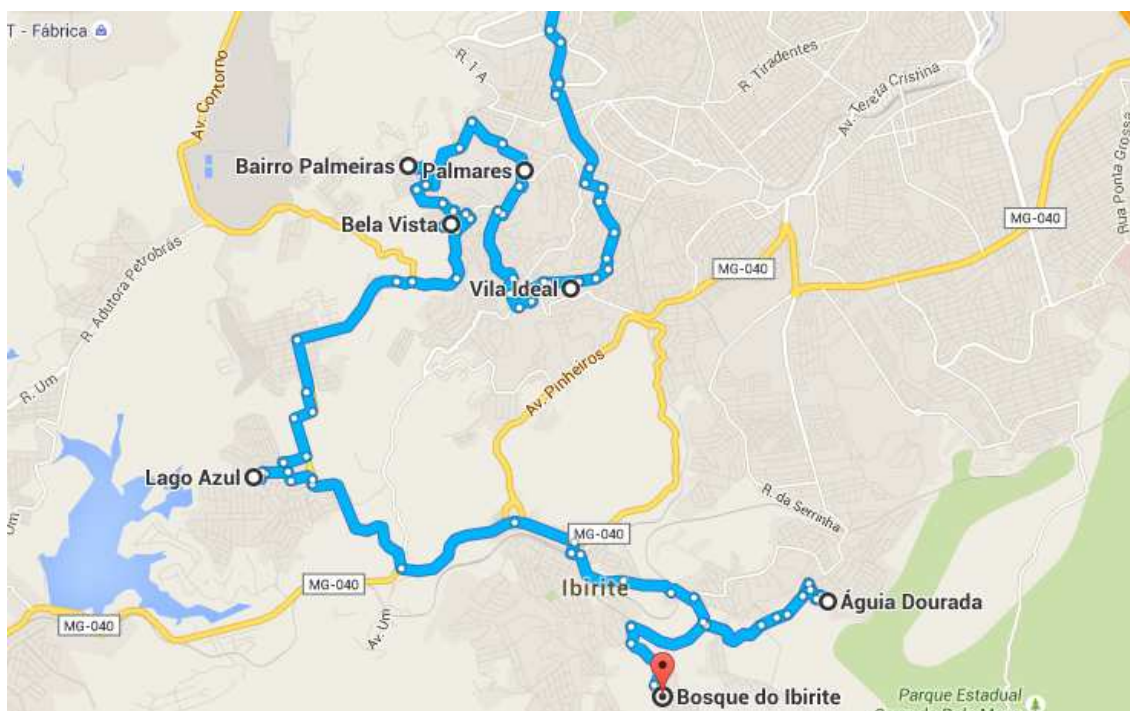 T - Fábrica
R. 1 A
R. Tiradentes
Av. Tereza Cristina
Av. Contorno
Rua Ponta Grossa
Bairro Palmeiras
Palmares
Bela Vista
MG-040
R. Adutora Petrobrás
MG-040
Vila Ideal
Av. Pinheiros
R. Um
Lago Azul
R. da Serrinha
Um
MG-040
MG-040
Ibirite
Águia Dourada
MG-040
Av. Um
Bosque do Ibirite
Parque Estadual